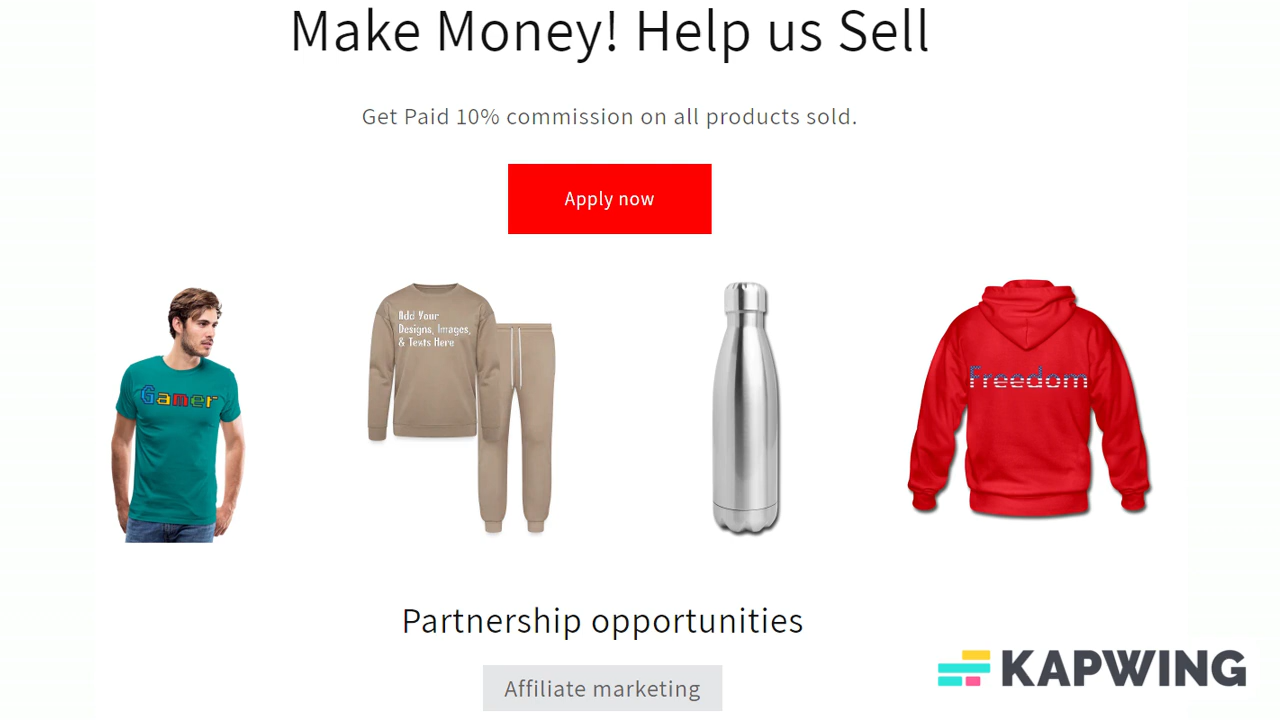 Make Money! Help us Sell
Get Paid 10% commission on all products sold.
Apply now
Gamer
Add Your
Designs, Images,
& Texts Here
Freedom
Partnership opportunities
Affiliate marketing
KAPWING